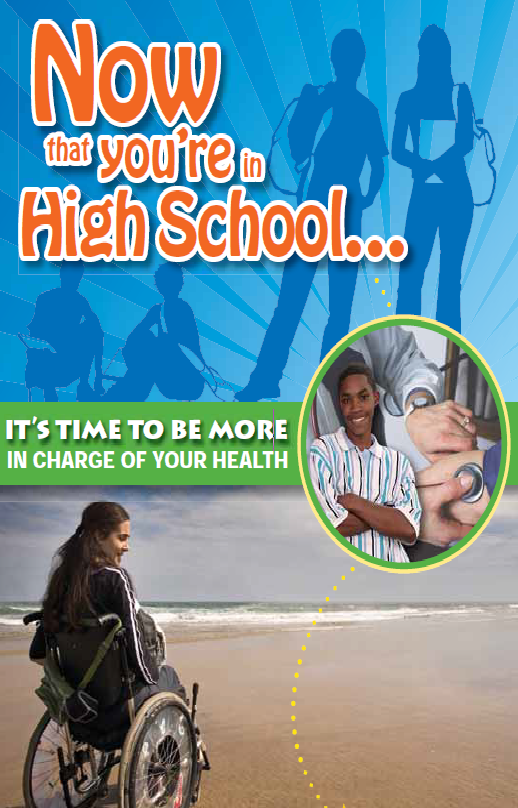 Now
that you're in
High School...
IT'S TIME TO BE MORE
IN CHARGE OF YOUR HEALTH